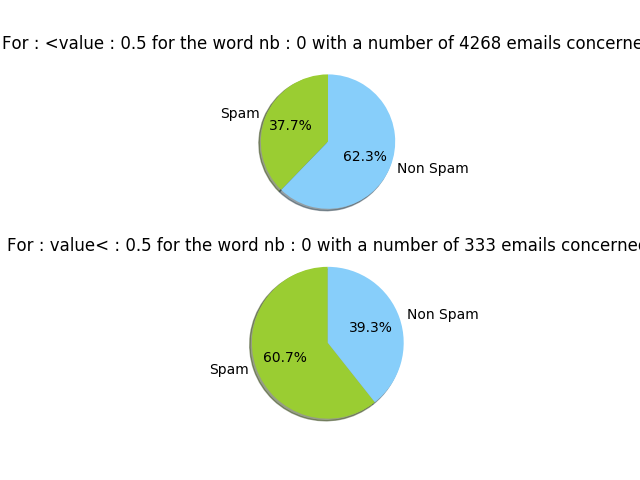 For : <value : 0.5 for the word nb : 0 with a number of 4268 emails concerne
Spam
37.7%
62.3%
Non Spam
For : value< : 0.5 for the word nb : 0 with a number of 333 emails concerned
Non Spam
39.3%
60.7%
Spam